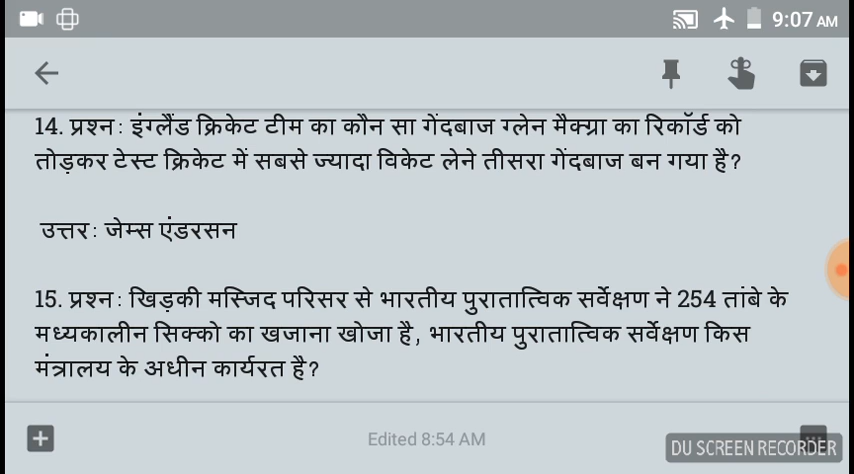 9:07 AM
14. प्रश्न: इंग्लैंड क्रिकेट टीम का कौन सा गेंदबाज ग्लेन मैक्ग्रा का रिकॉर्ड को
तोड़कर टेस्ट क्रिकेट में सबसे ज्यादा विकेट लेने तीसरा गेंदबाज बन गया है?
उत्तर: जेम्स एंडरसन
15. प्रश्न: खिड़की मस्जिद परिसर से भारतीय पुरातात्विक सर्वेक्षण ने 254 तांबे के
मध्यकालीन सिक्को का खजाना खोजा है, भारतीय पुरातात्विक सर्वेक्षण किस
मंत्रालय के अधीन कार्यरत है?
Edited 8:54 AM
DU SCREEN RECORDER